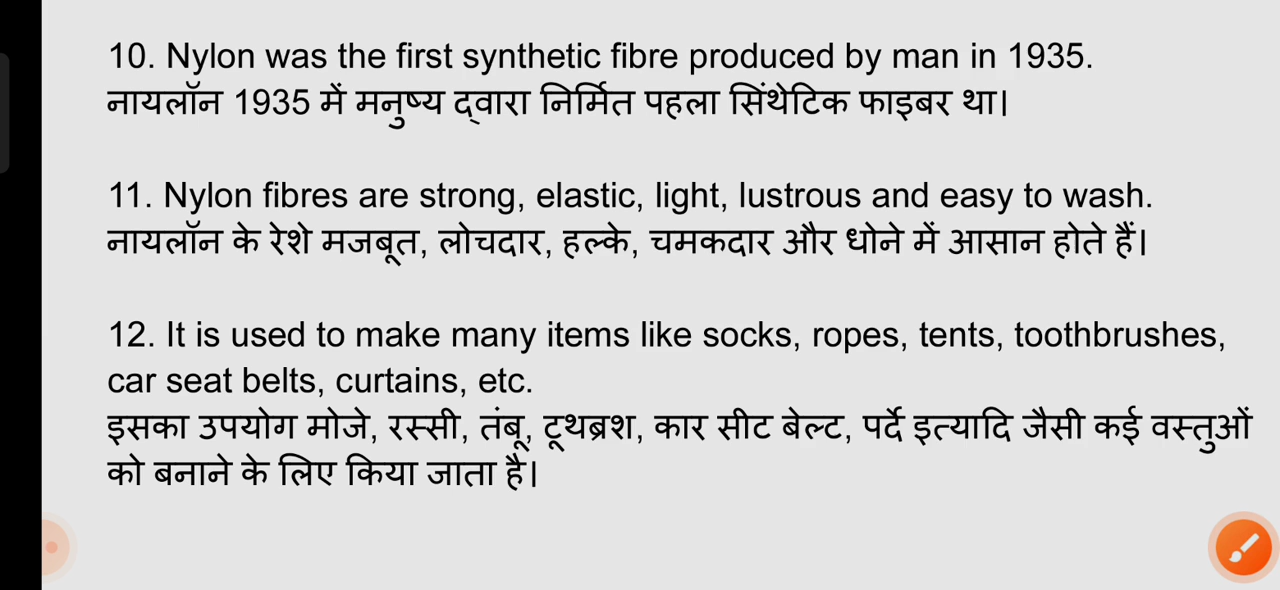 10. Nylon was the first synthetic fibre produced by man in 1935.
नायलॉन 1935 में मनुष्य द्वारा निर्मित पहला सिंथेटिक फाइबर था।
11. Nylon fibres are strong, elastic, light, lustrous and easy to wash.
नायलॉन के रेशे मजबूत, लोचदार, हल्के, चमकदार और धोने में आसान होते हैं।
12. It is used to make many items like socks, ropes, tents, toothbrushes,
car seat belts, curtains, etc.
इसका उपयोग मोजे, रस्सी, तंबू, टूथब्रश, कार सीट बेल्ट, पर्दे इत्यादि जैसी कई वस्तुओं
को बनाने के लिए किया जाता है।